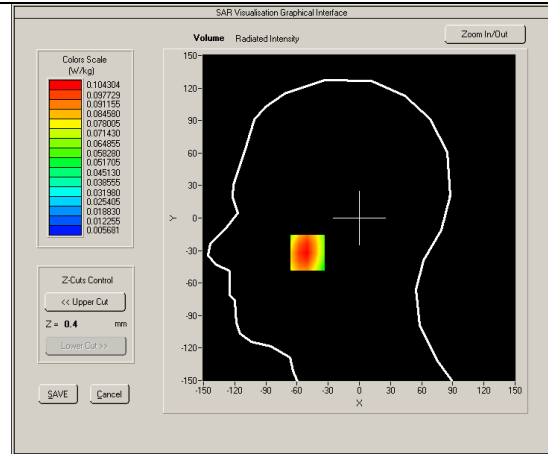 SAR Visualisation Graphical Interface
Volume Radiated Intensity
Zoom In/Out
Colors Scale
(W/kg)
0.104304
0.097729
0.091155
0.084580
0.078005
0.071430
0.064855
0.058280
0.051705
0.045130
0.038555
0.031980
0.025405
0.018830
0.012255
0.005681
Z-Cuts Control
<< Upper Cut
Z = 0.4 mm
Lower Cut >>
SAVE Cancel
150
120
90
60
30
0
-30
-60
-90
-120
-150
Y
-150 -120 -90 -60 -30 0 30 60 90 120 150
X